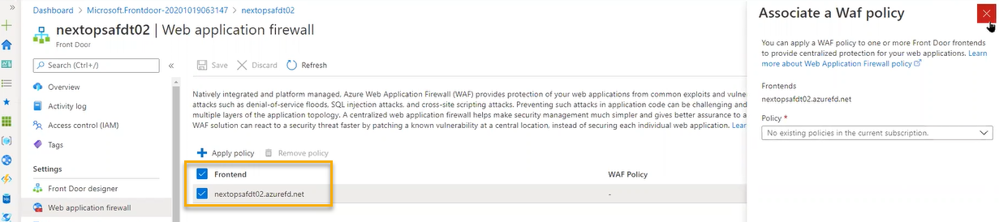 Dashboard > Microsoft.Frontdoor-20201019063147 > nextopsafdt02
nextopsafdt02 | Web application firewall
Front Door
Search (Ctrl+/)
«
Overview
Activity log
Access control (IAM)
Tags
Settings
Front Door designer
Web application firewall
Save
Discard
Refresh
Natively integrated and platform managed, Azure Web Application Firewall (WAF) provides protection of your web applications from common exploits and vulne
attacks such as denial-of-service floods, SQL injection attacks, and cross-site scripting attacks. Preventing such attacks in application code can be challenging and
multiple layers of the application topology. A centralized web application firewall helps make security management much simpler and gives better assurance to a
WAF solution can react to a security threat faster by patching a known vulnerability at a central location, instead of securing each individual web application. Lear
Apply policy
Remove policy
Frontend WAF Policy
nextopsafdt02.azurefd.net -
Associate a Waf policy
You can apply a WAF policy to one or more Front Door frontends
to provide centralized protection for your web applications. Learn
more about Web Application Firewall policy
Frontends
nextopsafdt02.azurefd.net
Policy *
No existing policies in the current subscription.